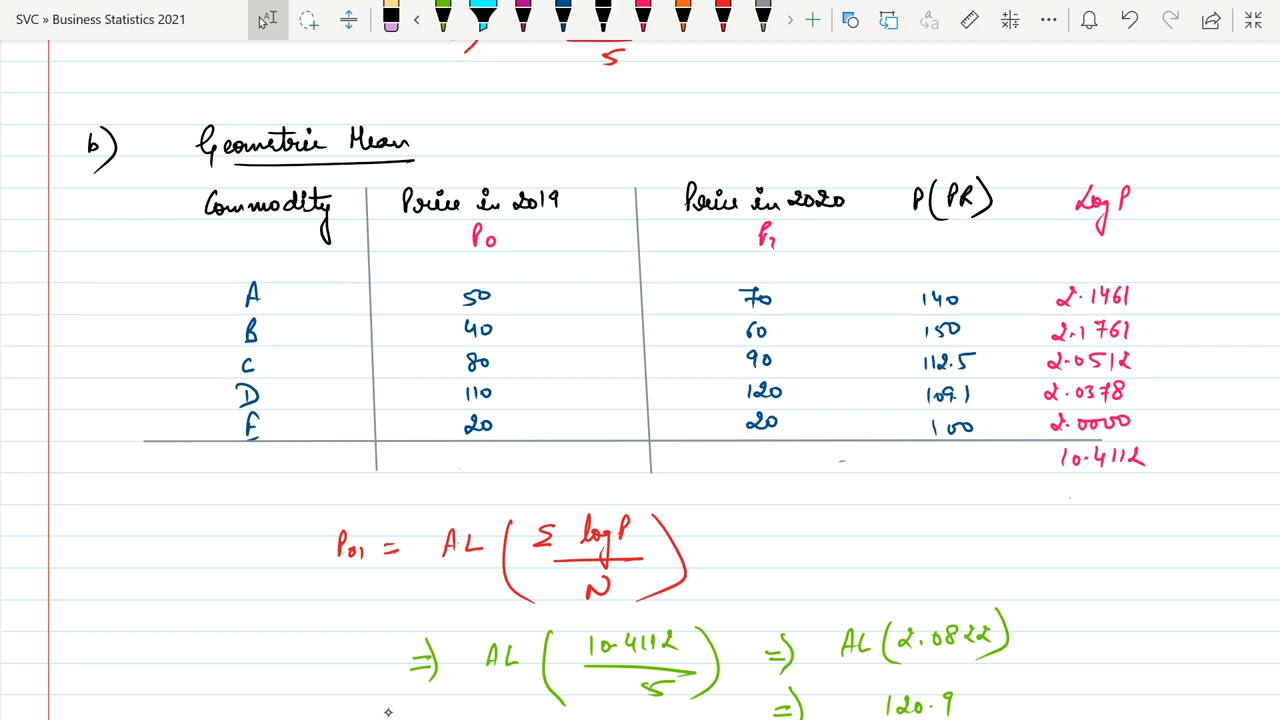 SVC » Business Statistics 2021
5
b) Geometric Mean
Commodity Price in 2019 Price in 2020 P(PR) Log P
P0 P1
A 50 70 140 2.1461
B 40 60 150 2.1761
C 80 90 112.5 2.0512
D 110 120 109.1 2.0378
E 20 20 100 2.0000
10.4112
P01 = AL ( Σ log P / N )
=) AL ( 10.4112 / 5 ) =) AL (2.0822)
=) 120.9